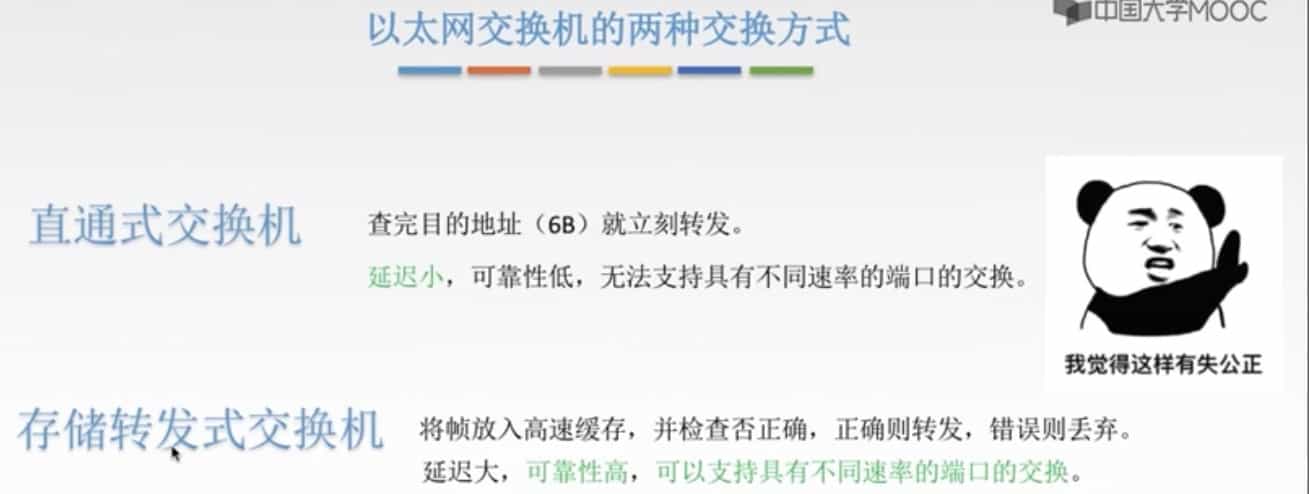 中国大学MOOC
以太网交换机的两种交换方式
直通式交换机
查完目的地址（6B）就立刻转发。
延迟小，可靠性低，无法支持具有不同速率的端口的交换。
我觉得这样有失公正
存储转发式交换机
将帧放入高速缓存，并检查否正确，正确则转发，错误则丢弃。
延迟大，可靠性高，可以支持具有不同速率的端口的交换。